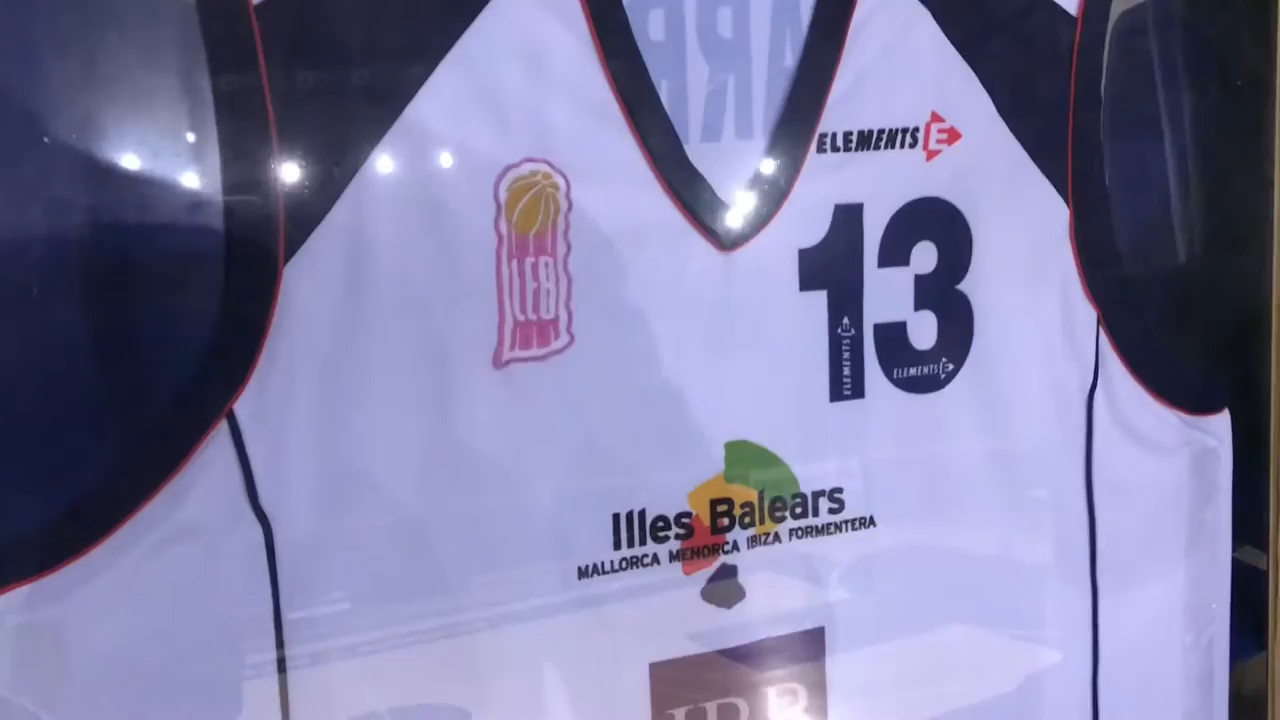 ELEMENTS E
LEB
13
ELEMENTS E
ELEMENTS E
Illes Balears
MALLORCA MENORCA IBIZA FORMENTERA